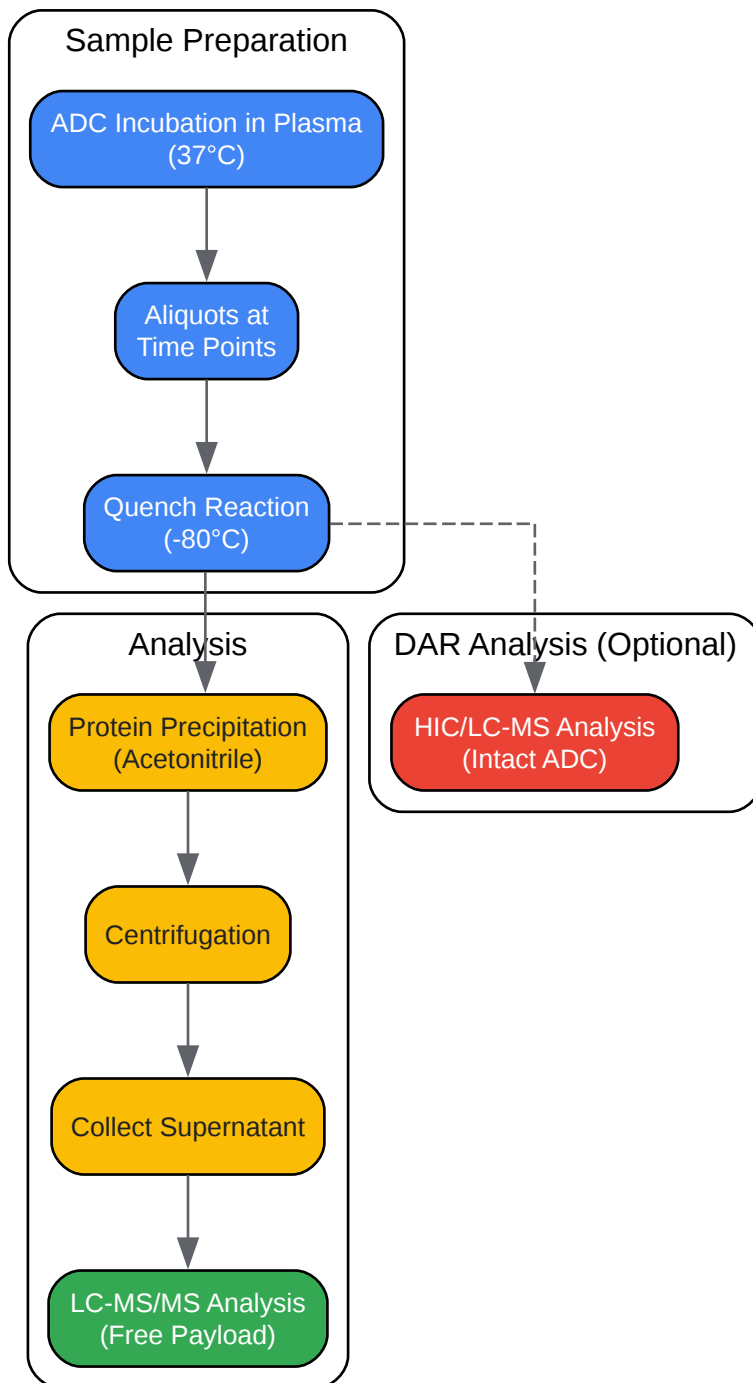 Sample Preparation
ADC Incubation in Plasma
(37°C)
Aliquots at
Time Points
Quench Reaction
(-80°C)
Analysis
Protein Precipitation
(Acetonitrile)
Centrifugation
Collect Supernatant
LC-MS/MS Analysis
(Free Payload)
DAR Analysis (Optional)
HIC/LC-MS Analysis
(Intact ADC)